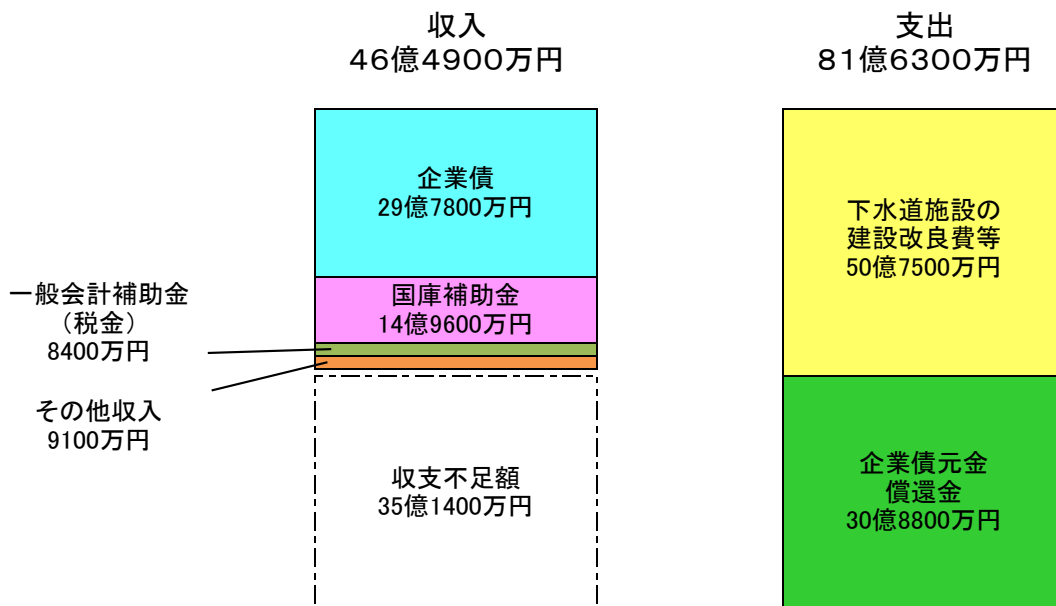 収入
46億4900万円
支出
81億6300万円
企業債
29億7800万円
国庫補助金
14億9600万円
一般会計補助金
（税金）
8400万円
その他収入
9100万円
収支不足額
35億1400万円
下水道施設の
建設改良費等
50億7500万円
企業債元金
償還金
30億8800万円